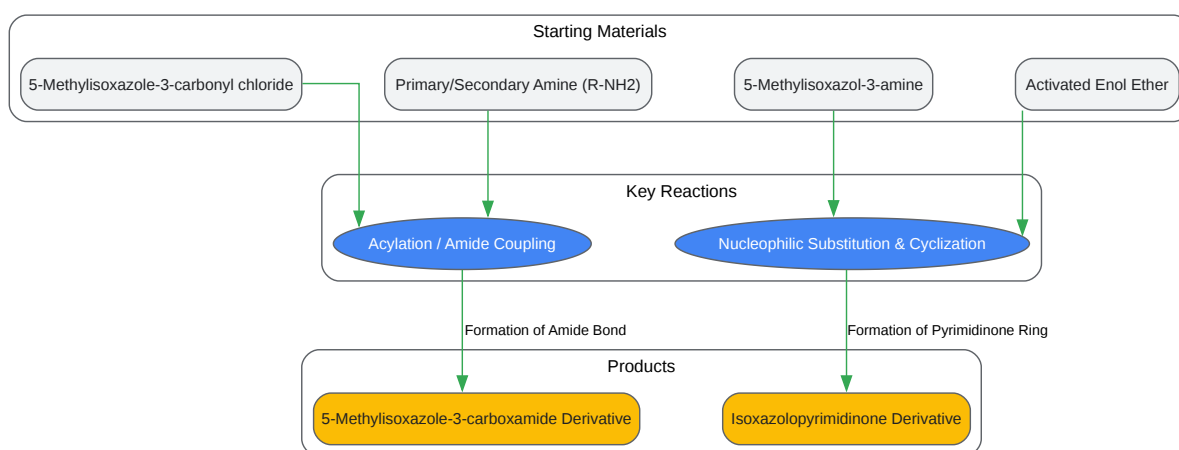 Starting Materials
5-Methylisoxazole-3-carbonyl chloride
Primary/Secondary Amine (R-NH2)
5-Methylisoxazol-3-amine
Activated Enol Ether
Key Reactions
Acylation / Amide Coupling
Nucleophilic Substitution & Cyclization
Formation of Amide Bond
Formation of Pyrimidinone Ring
Products
5-Methylisoxazole-3-carboxamide Derivative
Isoxazolopyrimidinone Derivative